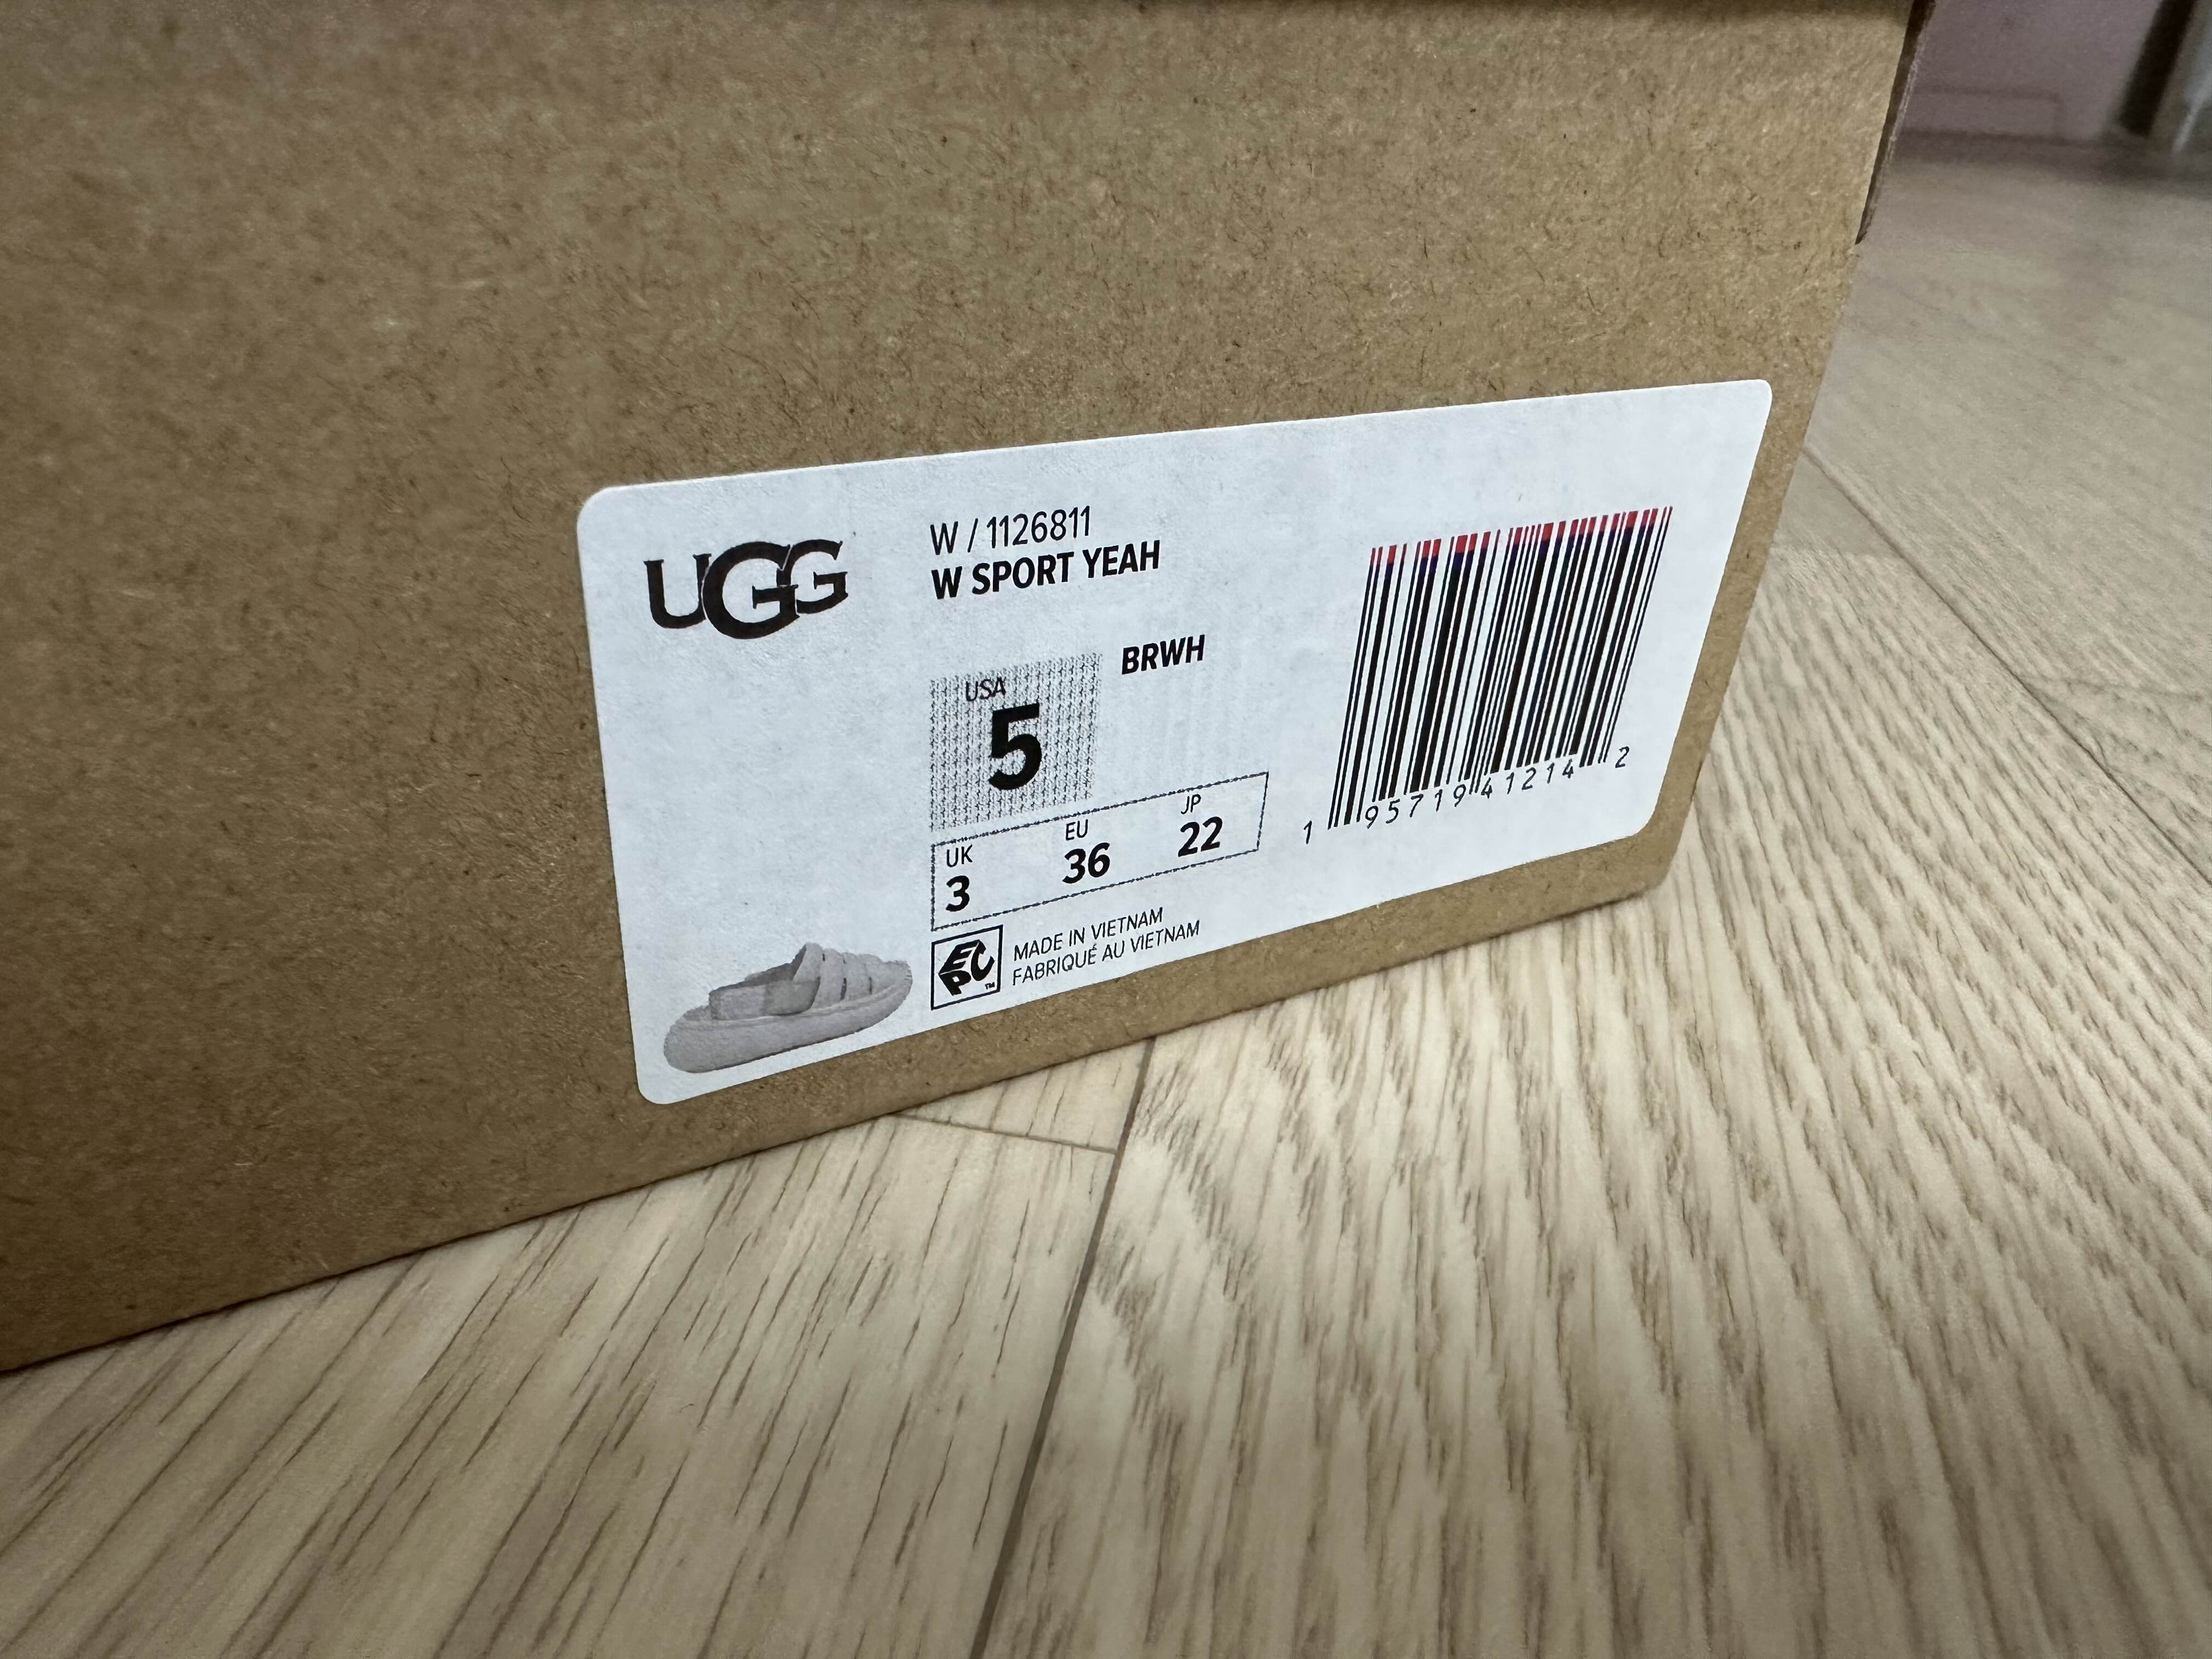 UGG
W / 1126811
W SPORT YEAH
BRWH
USA
5
UK EU JP
3 36 22
EPC™
MADE IN VIETNAM
FABRIQUÉ AU VIETNAM
1 95719 41214 2